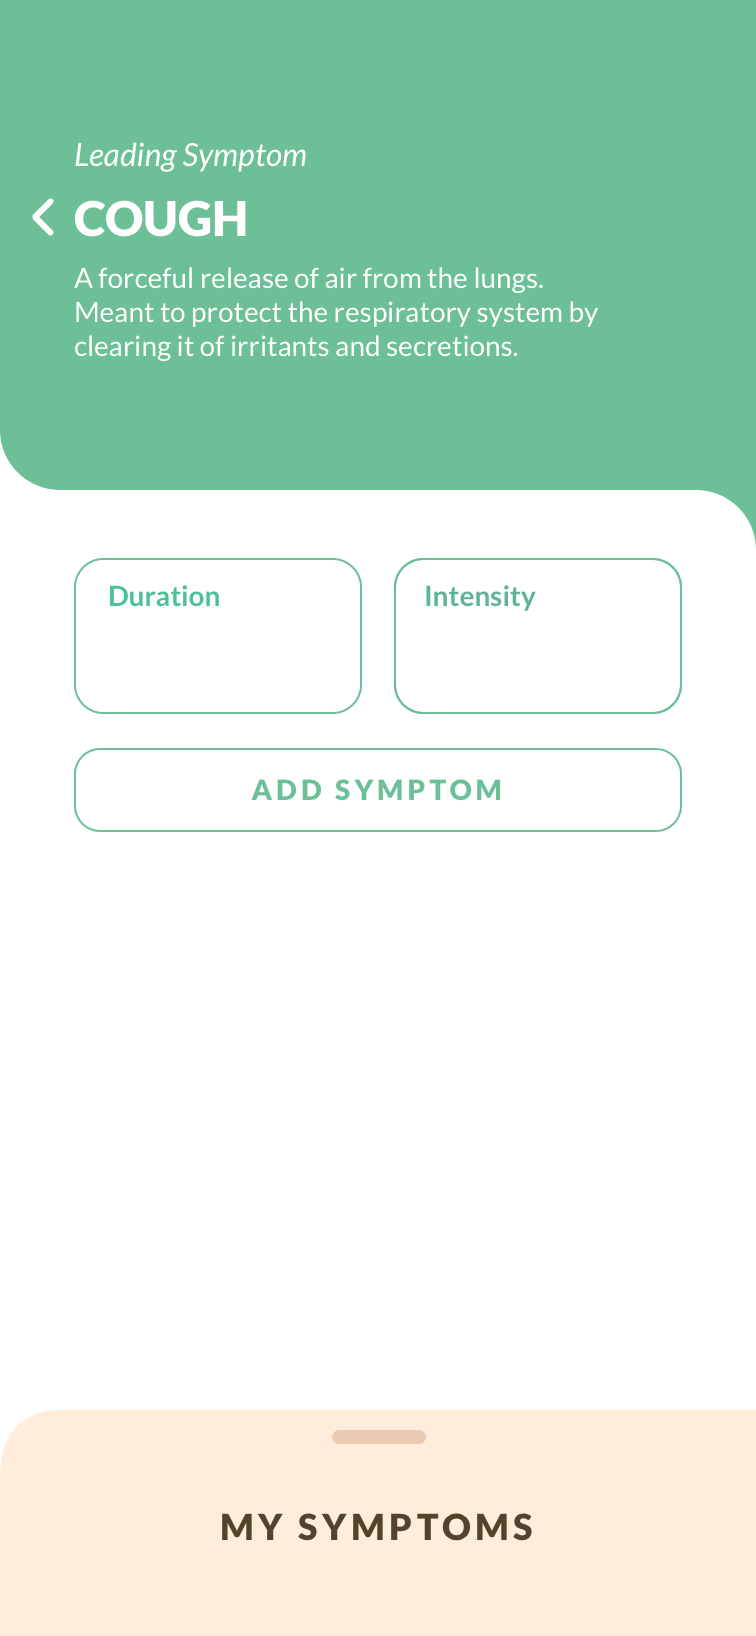 Leading Symptom
COUGH
A forceful release of air from the lungs.
Meant to protect the respiratory system by
clearing it of irritants and secretions.
Duration
Intensity
ADD SYMPTOM
MY SYMPTOMS